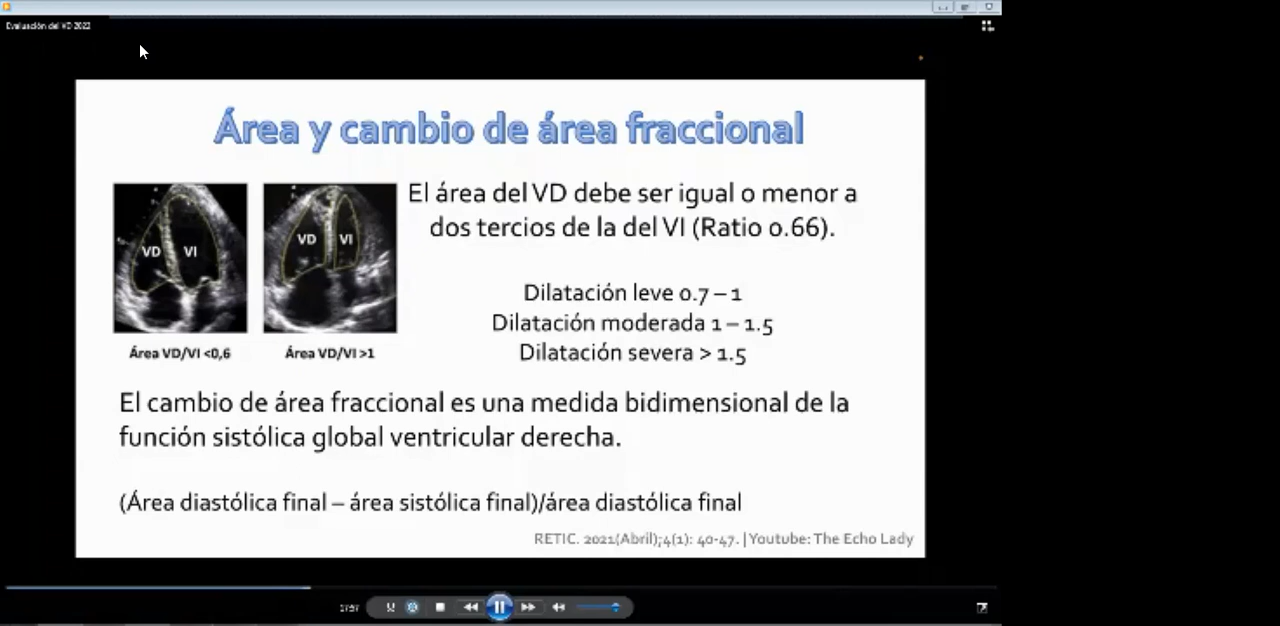 Evaluación del VD 2022
Área y cambio de área fraccional
El área del VD debe ser igual o menor a
dos tercios de la del VI (Ratio 0.66).
VD VI
VD VI
Dilatación leve 0.7 – 1
Dilatación moderada 1 – 1.5
Dilatación severa > 1.5
Área VD/VI <0,6
Área VD/VI >1
El cambio de área fraccional es una medida bidimensional de la
función sistólica global ventricular derecha.
(Área diastólica final – área sistólica final)/área diastólica final
RETIC. 2021(Abril);4(1): 40-47. | Youtube: The Echo Lady
17:57